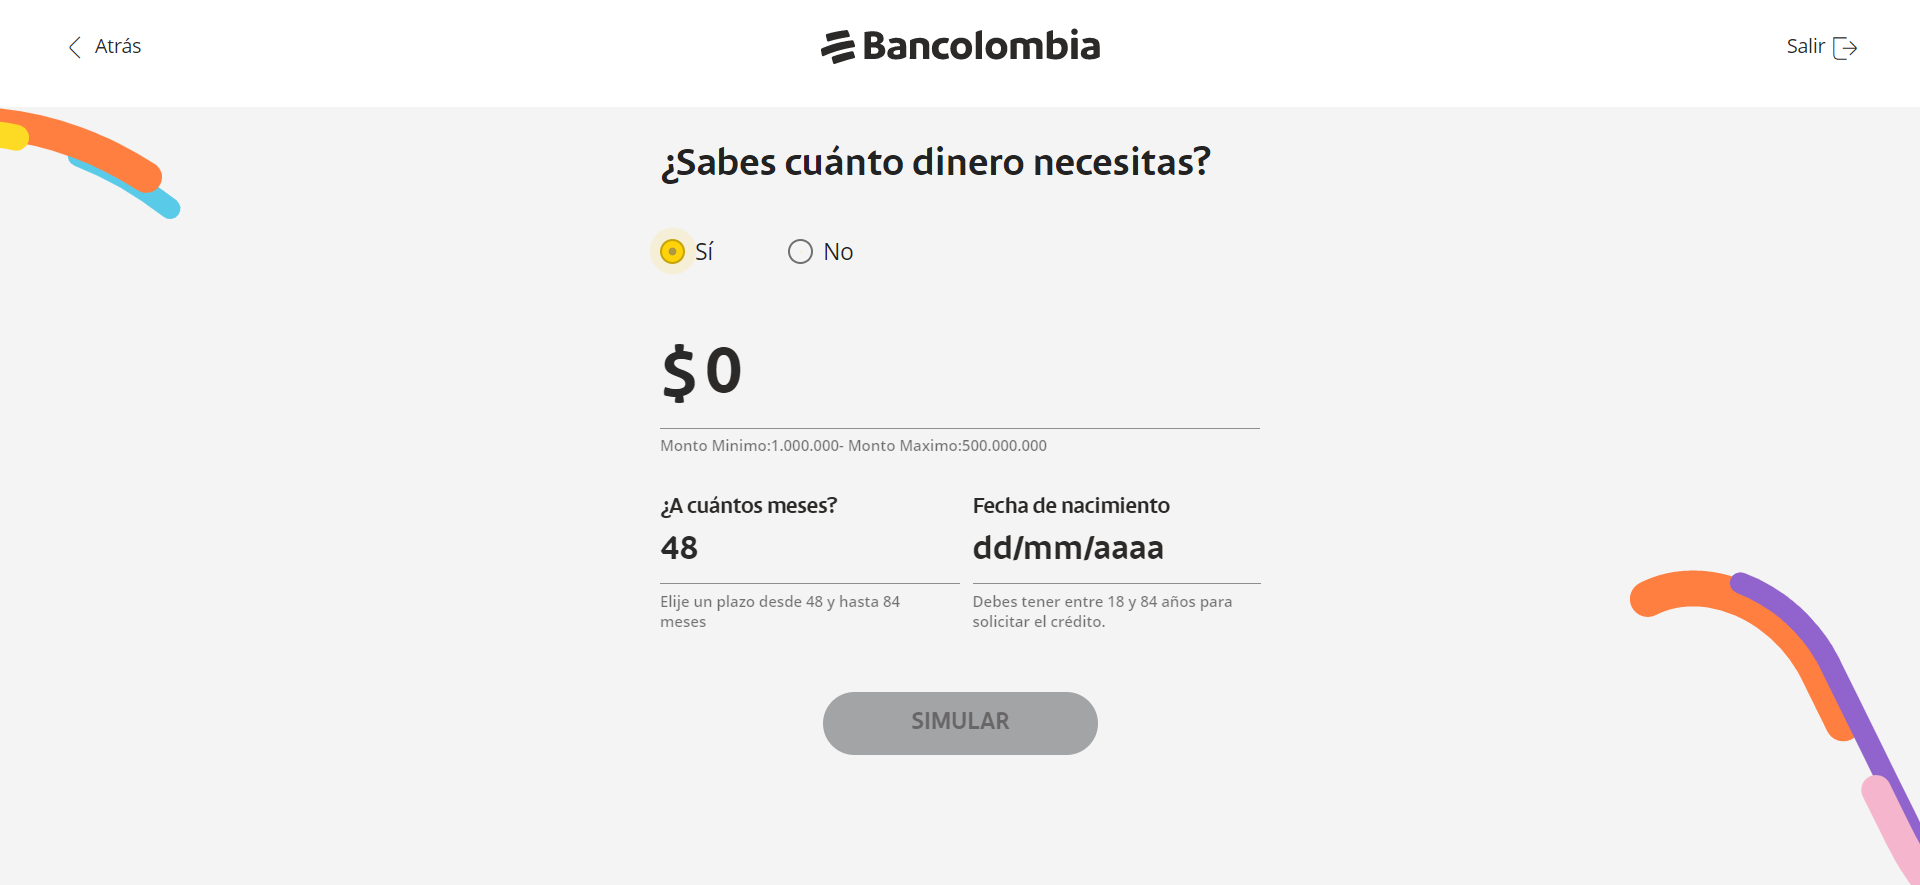 Atrás
Bancolombia
Salir
¿Sabes cuánto dinero necesitas?
Sí
No
$ 0
Monto Minimo:1.000.000- Monto Maximo:500.000.000
¿A cuántos meses?
48
Elije un plazo desde 48 y hasta 84
meses
Fecha de nacimiento
dd/mm/aaaa
Debes tener entre 18 y 84 años para
solicitar el crédito.
SIMULAR